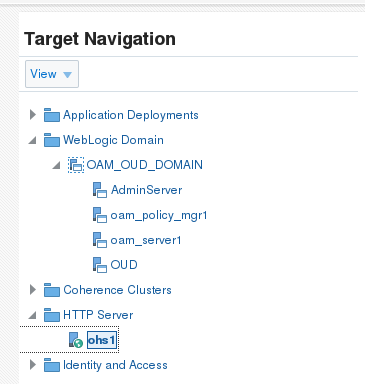 Target Navigation
View
Application Deployments
WebLogic Domain
OAM_OUD_DOMAIN
AdminServer
oam_policy_mgr1
oam_server1
OUD
Coherence Clusters
HTTP Server
ohs1
Identity and Access